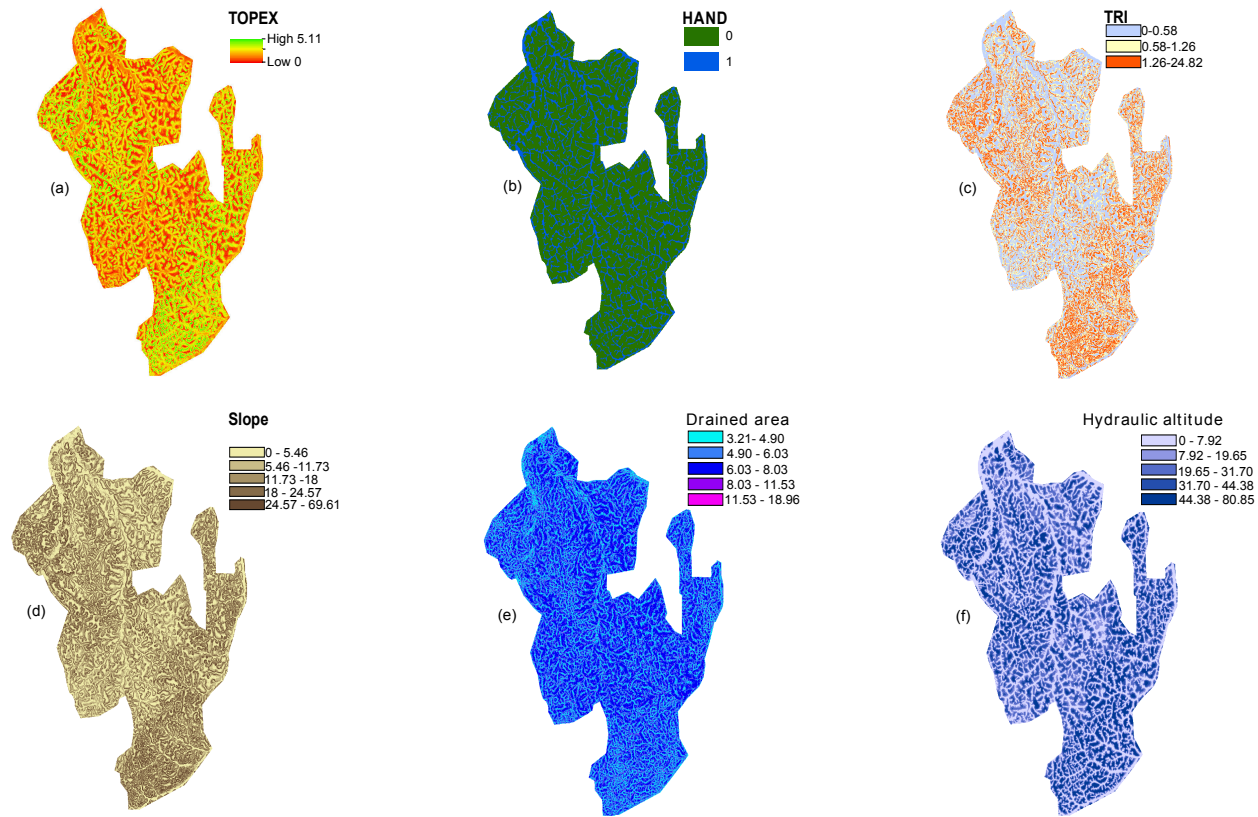 TOPEX
High 5.11
Low 0
(a)
HAND
0
1
(b)
TRI
0-0.58
0.58-1.26
1.26-24.82
(c)
Slope
0 - 5.46
5.46 -11.73
11.73 -18
18 - 24.57
24.57 - 69.61
(d)
Drained area
3.21- 4.90
4.90 - 6.03
6.03 - 8.03
8.03 - 11.53
11.53 - 18.96
(e)
Hydraulic altitude
0 - 7.92
7.92 - 19.65
19.65 - 31.70
31.70 - 44.38
44.38 - 80.85
(f)